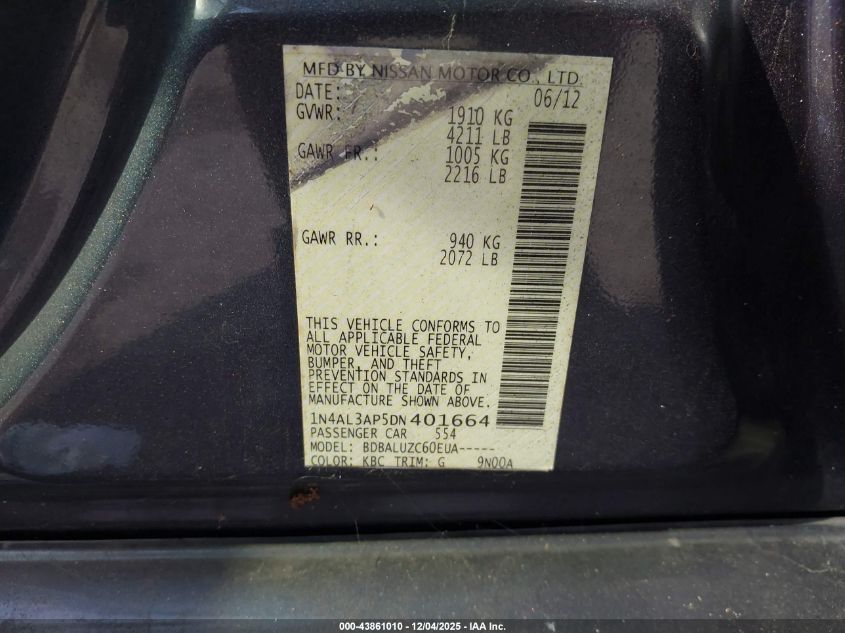 MFD BY NISSAN MOTOR CO., LTD.
DATE: 06/12
GVWR: 1910 KG
4211 LB
GAWR FR.: 1005 KG
2216 LB
GAWR RR.: 940 KG
2072 LB
THIS VEHICLE CONFORMS TO
ALL APPLICABLE FEDERAL
MOTOR VEHICLE SAFETY,
BUMPER, AND THEFT
PREVENTION STANDARDS IN
EFFECT ON THE DATE OF
MANUFACTURE SHOWN ABOVE.
1N4AL3AP5DN401664
PASSENGER CAR 554
MODEL: BDBALUZC60EUA-----
COLOR: KBC TRIM: G 9N00A
000-43861010 - 12/04/2025 - IAA Inc.